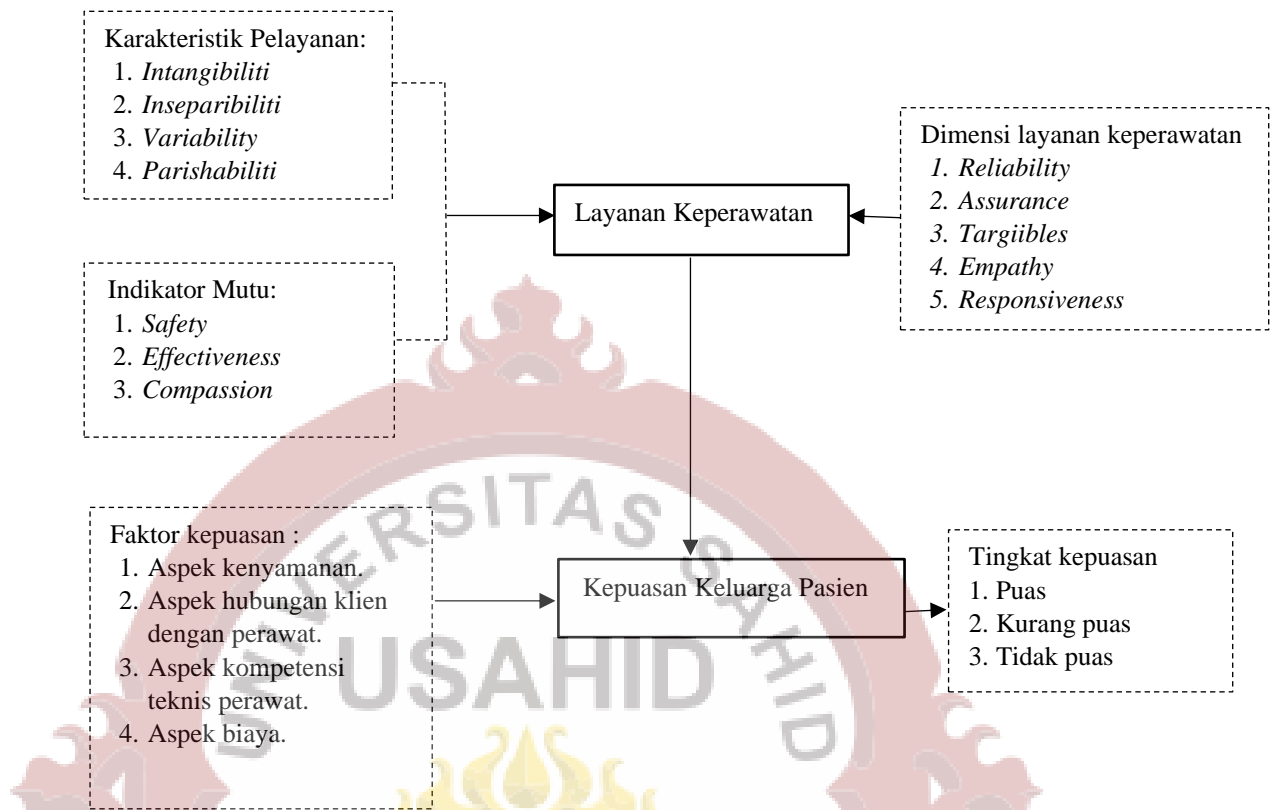 Karakteristik Pelayanan:
1. Intangibiliti
2. Inseparibiliti
3. Variability
4. Parishabiliti
Dimensi layanan keperawatan
1. Reliability
2. Assurance
3. Targiibles
4. Empathy
5. Responsiveness
Layanan Keperawatan
Indikator Mutu:
1. Safety
2. Effectiveness
3. Compassion
Faktor kepuasan :
1. Aspek kenyamanan.
2. Aspek hubungan klien
dengan perawat.
3. Aspek kompetensi
teknis perawat.
4. Aspek biaya.
Kepuasan Keluarga Pasien
Tingkat kepuasan
1. Puas
2. Kurang puas
3. Tidak puas
UNIVERSITAS SAHID
USAHID